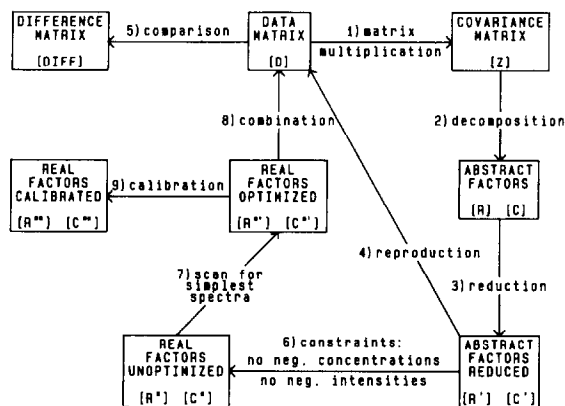 DIFFERENCE
MATRIX
[DIFF]
5) comparison
DATA
MATRIX
[D]
1) matrix
multiplication
COVARIANCE
MATRIX
[Z]
8) combination
2) decomposition
REAL
FACTORS
CALIBRATED
[R""] [C""]
9) calibration
REAL
FACTORS
OPTIMIZED
[R"'] [C"']
ABSTRACT
FACTORS
[R] [C]
4) reproduction
7) scan for
simplest
spectra
3) reduction
REAL
FACTORS
UNOPTIMIZED
[R"] [C"]
6) constraints:
no neg. concentrations
no neg. intensities
ABSTRACT
FACTORS
REDUCED
[R'] [C']